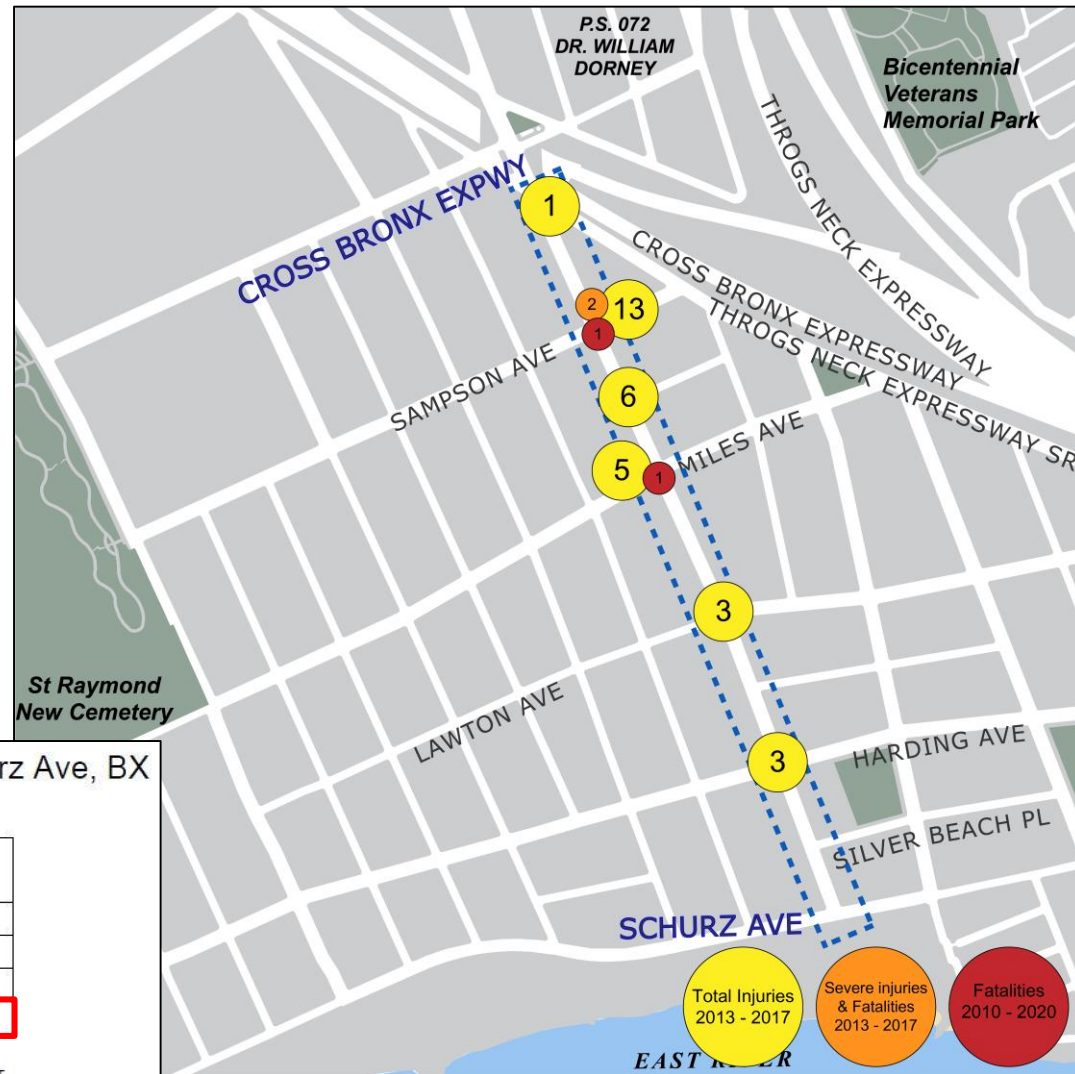 P.S. 072
DR. WILLIAM
DORNEY
Bicentennial
Veterans
Memorial Park
THROGS NECK EXPRESSWAY
CROSS BRONX EXPWY
1
CROSS BRONX EXPRESSWAY
THROGS NECK EXPRESSWAY SR
2
13
1
SAMPSON AVE
6
5
1
MILES AVE
3
St Raymond
New Cemetery
LAWTON AVE
3
HARDING AVE
SILVER BEACH PL
rz Ave, BX
SCHURZ AVE
Total Injuries
2013 - 2017
Severe injuries
& Fatalities
2013 - 2017
Fatalities
2010 - 2020
EAST